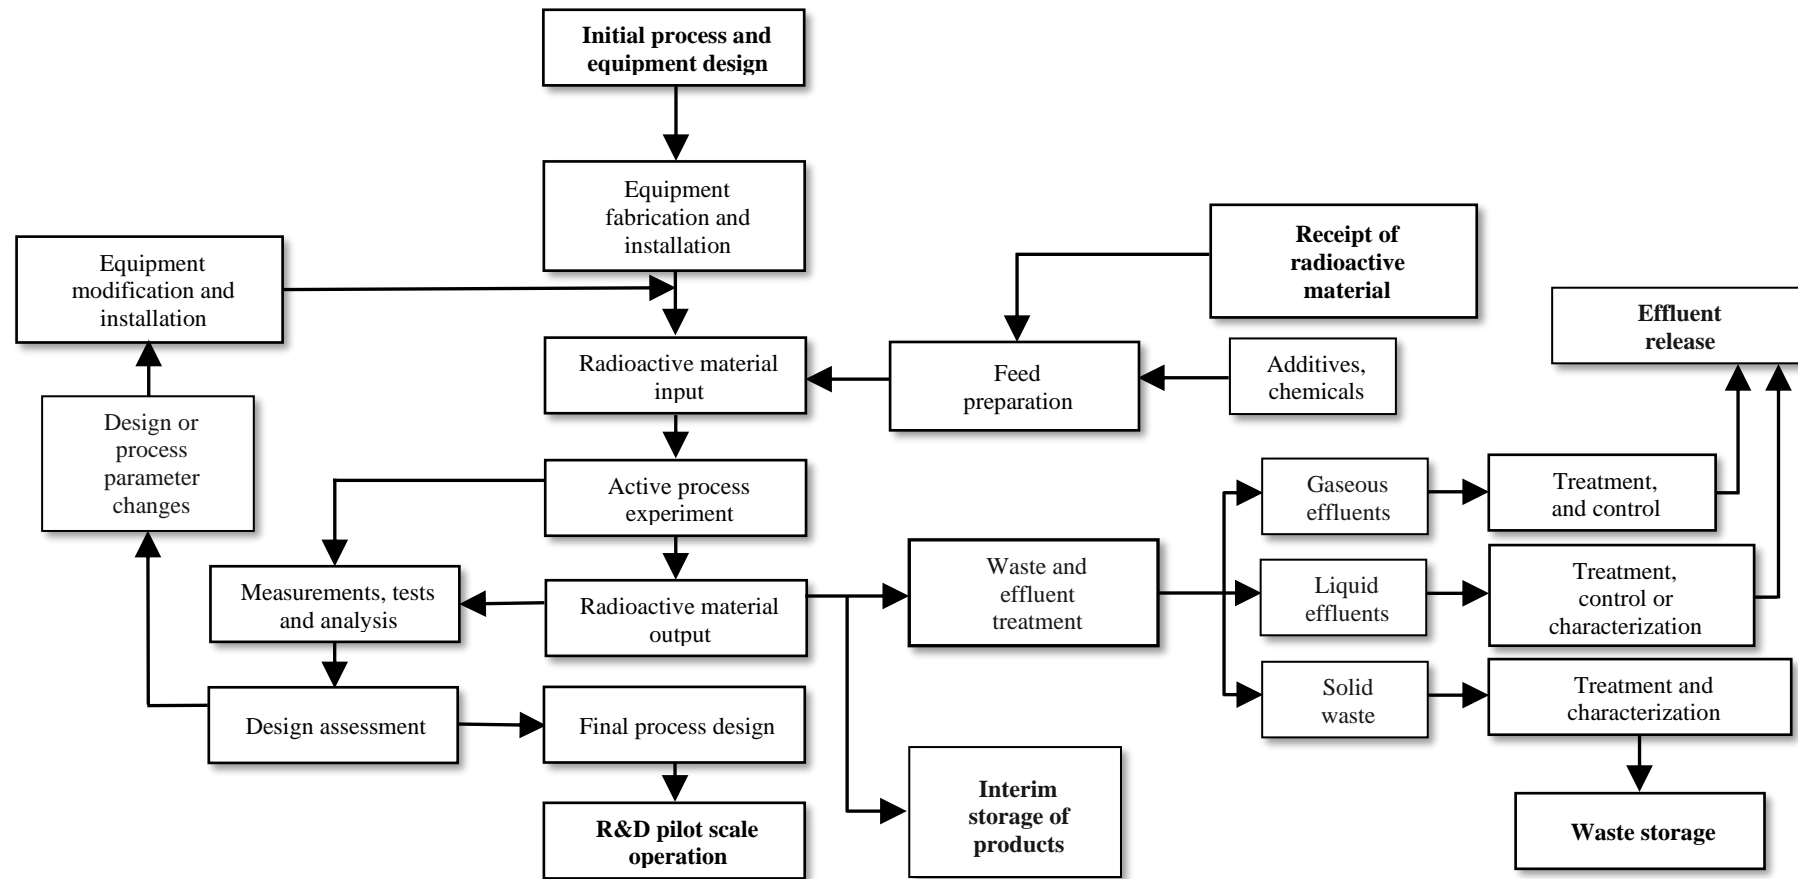 Initial process and
equipment design
Equipment
fabrication and
installation
Receipt of
radioactive
material
Equipment
modification and
installation
Effluent
release
Radioactive material
input
Feed
preparation
Additives,
chemicals
Design or
process
parameter
changes
Active process
experiment
Gaseous
effluents
Treatment,
and control
Measurements, tests
and analysis
Radioactive material
output
Waste and
effluent
treatment
Liquid
effluents
Treatment,
control or
characterization
Solid
waste
Treatment and
characterization
Design assessment
Final process design
Interim
storage of
products
R&D pilot scale
operation
Waste storage